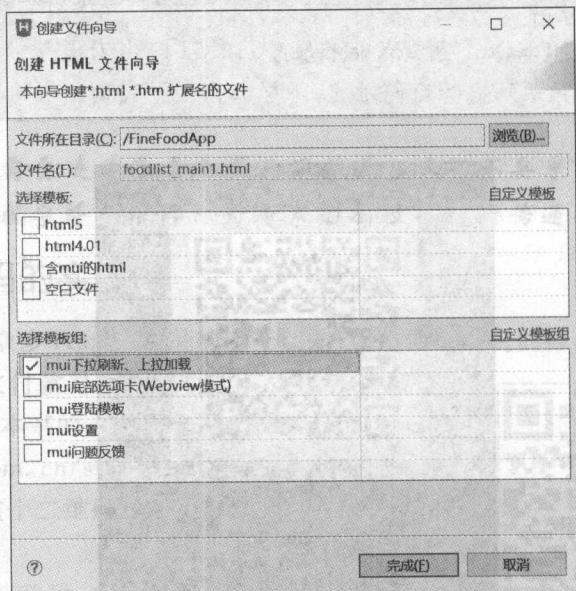 H 创建文件向导
创建 HTML 文件向导
本向导创建*.html *.htm 扩展名的文件
文件所在目录(C): /FineFoodApp 浏览(B)...
文件名(F): foodlist_main1.html
选择模板: 自定义模板
html5
html4.01
含mui的html
空白文件
选择模板组: 自定义模板组
mui下拉刷新、上拉加载
mui底部选项卡(Webview模式)
mui登陆模板
mui设置
mui问题反馈
? 完成(F) 取消